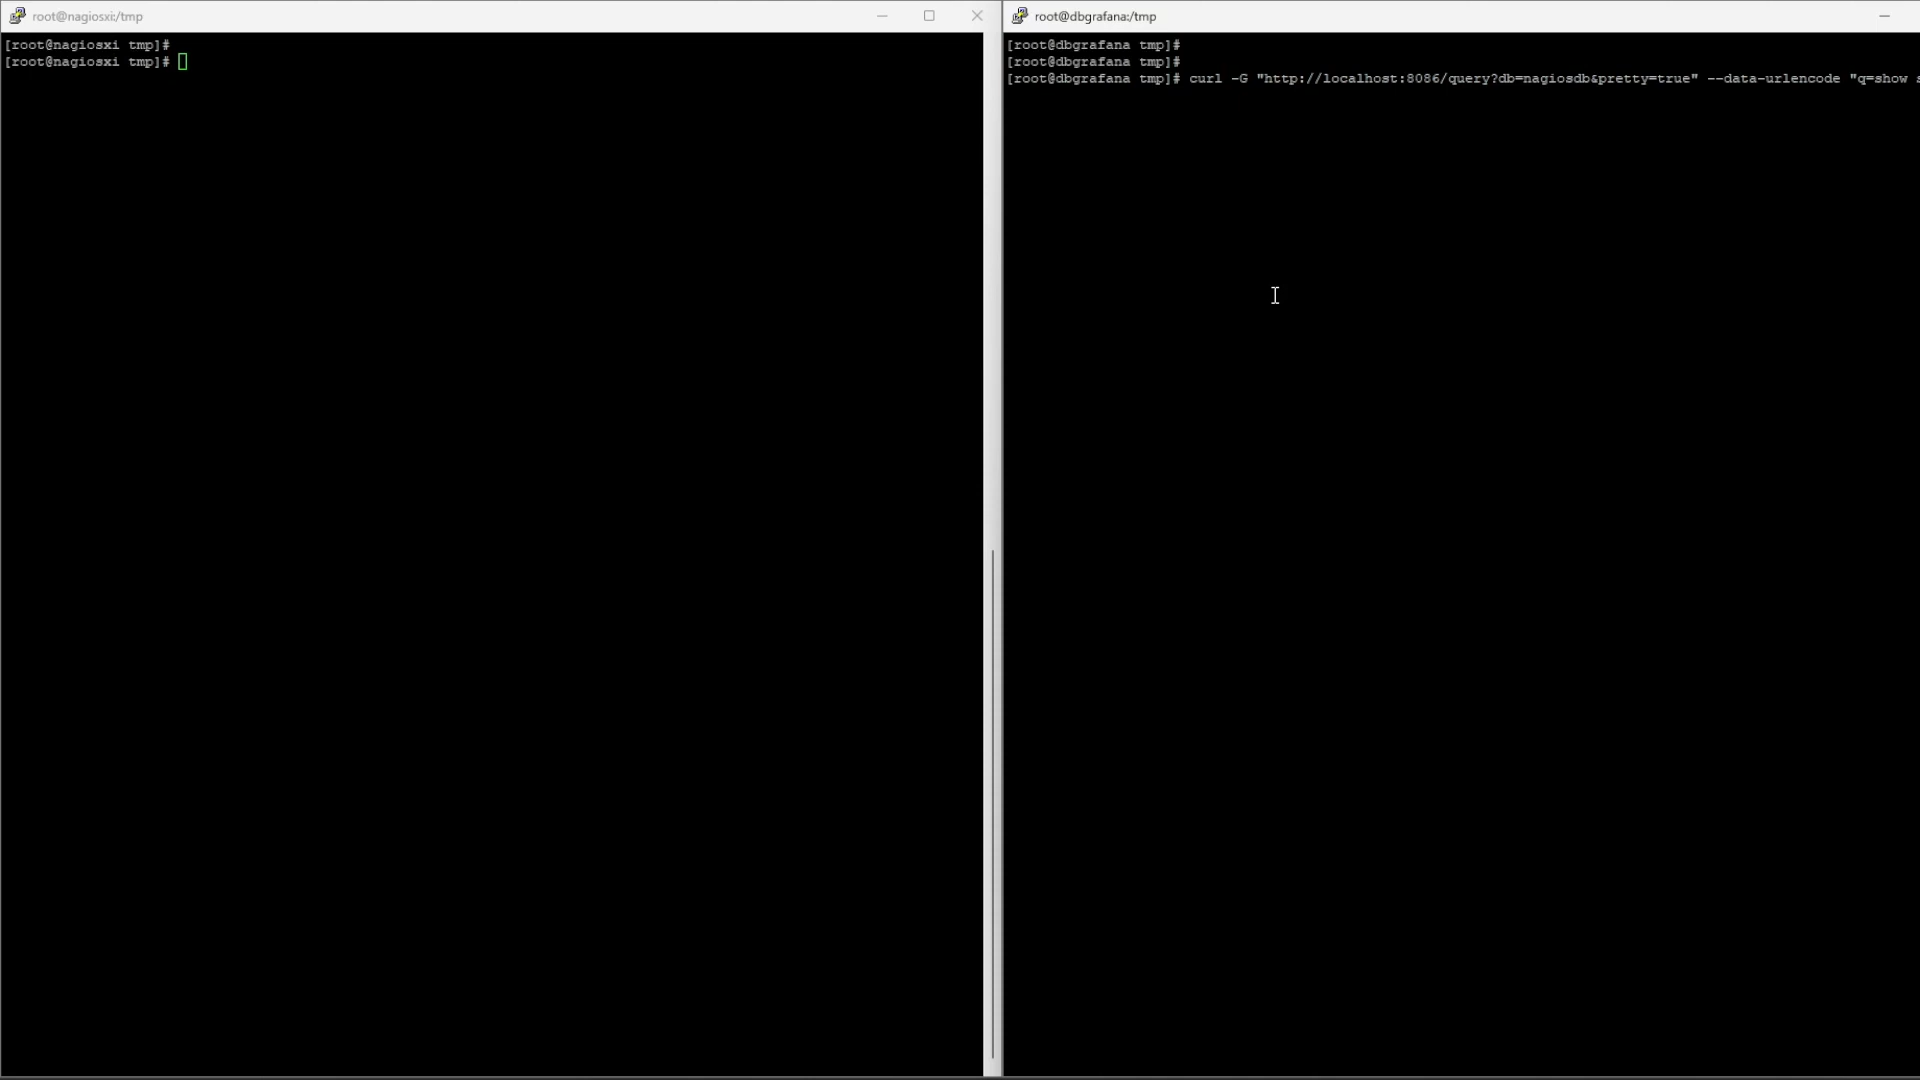 root@nagiosxi:/tmp
[root@nagiosxi tmp]#
[root@nagiosxi tmp]#
root@dbgrafana:/tmp
[root@dbgrafana tmp]#
[root@dbgrafana tmp]#
[root@dbgrafana tmp]# curl -G "http://localhost:8086/query?db=nagiosdb&pretty=true" --data-urlencode "q=show